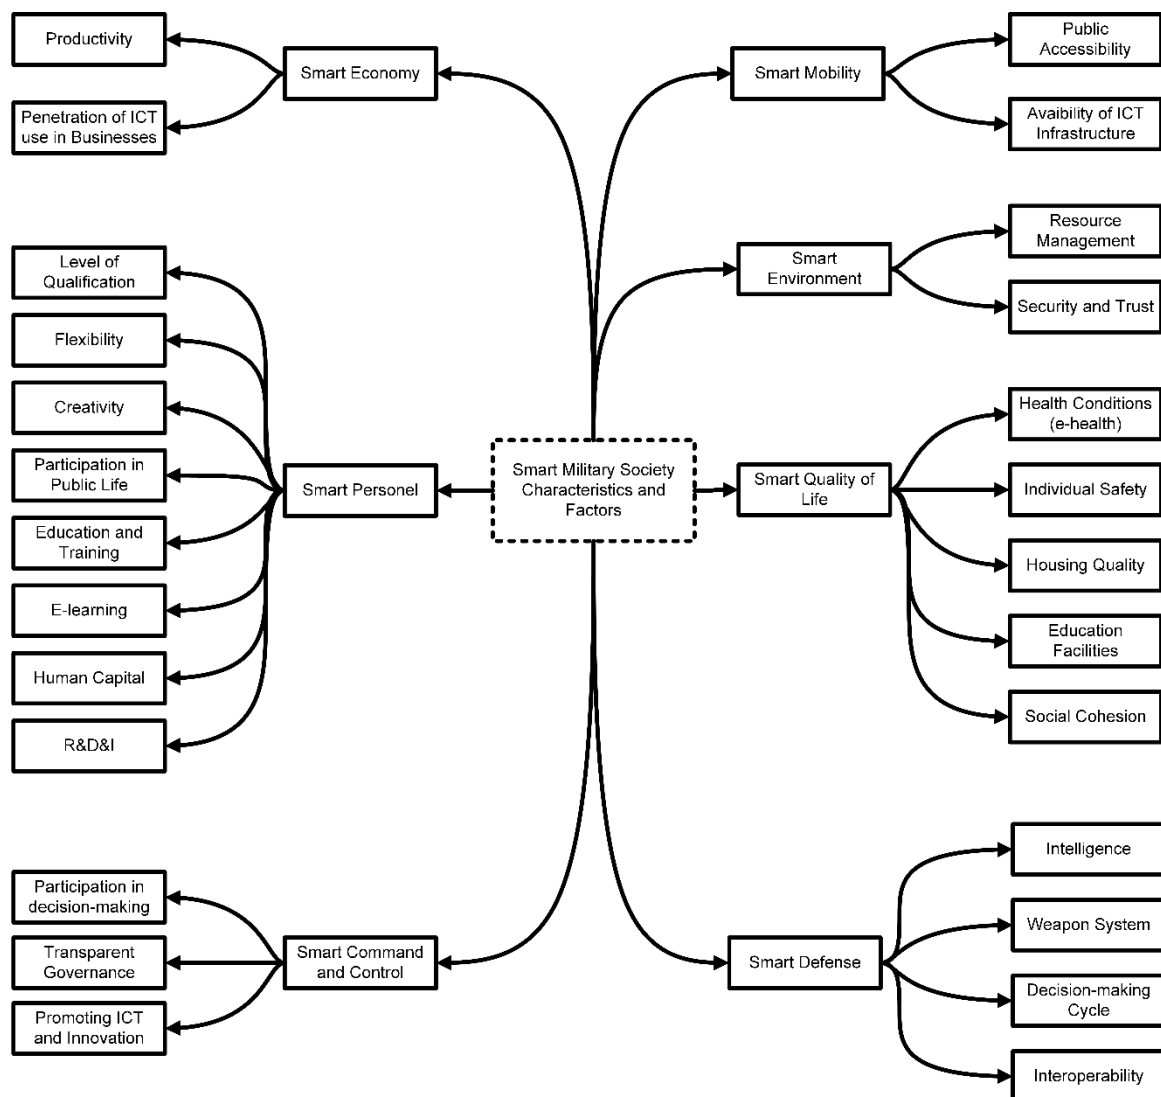 Productivity
Smart Economy
Penetration of ICT
use in Businesses
Level of
Qualification
Flexibility
Creativity
Participation in
Public Life
Smart Personel
Education and
Training
E-learning
Human Capital
R&D&I
Participation in
decision-making
Transparent
Governance
Smart Command
and Control
Promoting ICT
and Innovation
Smart Military Society
Characteristics and
Factors
Smart Mobility
Public
Accessibility
Avaibility of ICT
Infrastructure
Smart
Environment
Resource
Management
Security and Trust
Smart Quality of
Life
Health Conditions
(e-health)
Individual Safety
Housing Quality
Education
Facilities
Social Cohesion
Smart Defense
Intelligence
Weapon System
Decision-making
Cycle
Interoperability